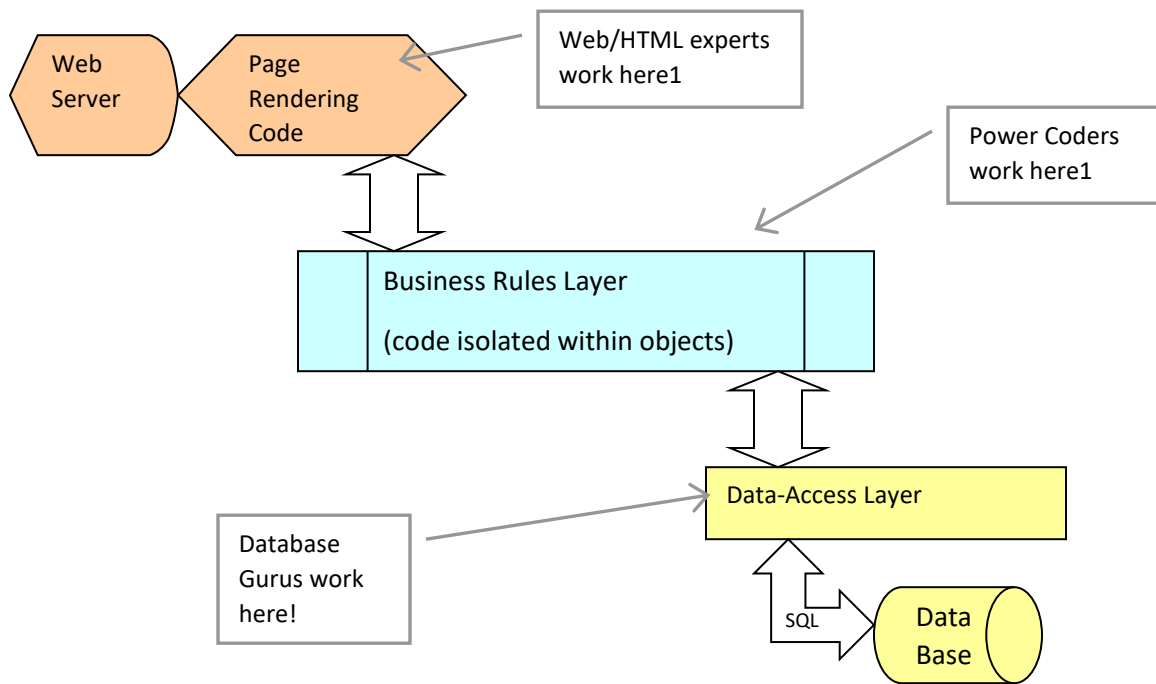 Web
Server
Page
Rendering
Code
Web/HTML experts
work here1
Power Coders
work here1
Business Rules Layer
(code isolated within objects)
Data-Access Layer
Database
Gurus work
here!
SQL
Data
Base